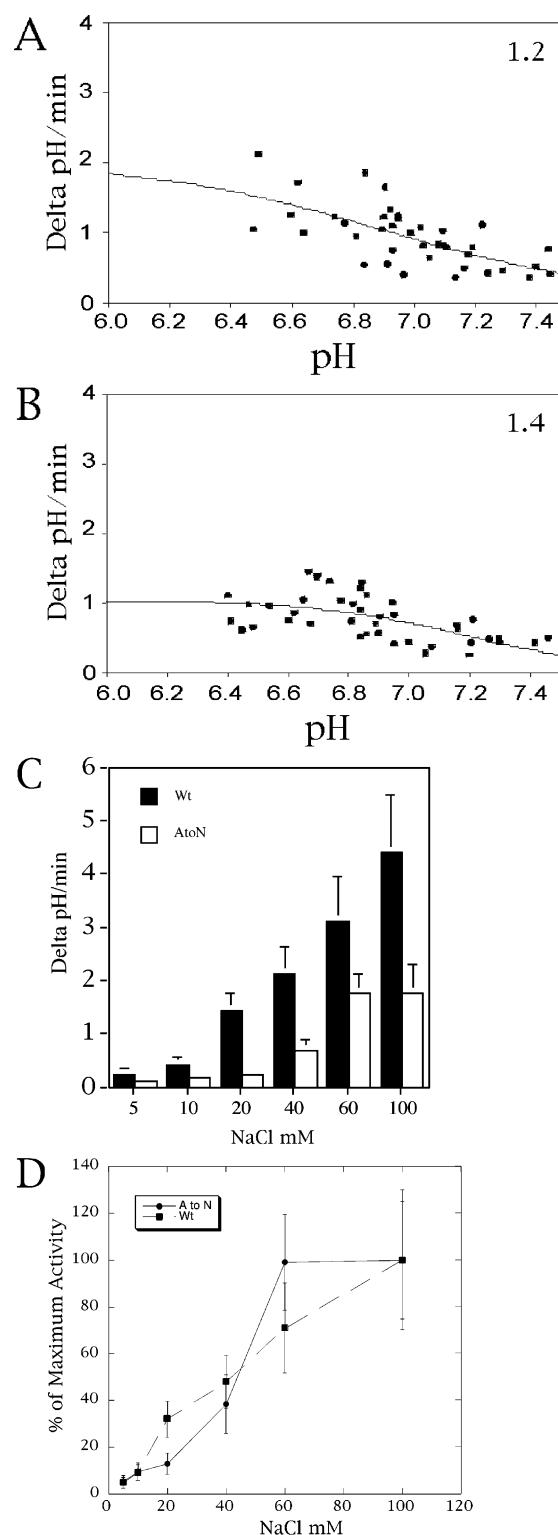 A
1.2
4
3
2
1
0
Delta pH/min
6.0 6.2 6.4 6.6 6.8 7.0 7.2 7.4
pH
B
1.4
4
3
2
1
0
Delta pH/min
6.0 6.2 6.4 6.6 6.8 7.0 7.2 7.4
pH
C
6
5
4
3
2
1
0
Delta pH/min
Wt
AtoN
5 10 20 40 60 100
NaCl mM
D
140
120
100
80
60
40
20
0
% of Maximum Activity
A to N
Wt
0 20 40 60 80 100 120
NaCl mM